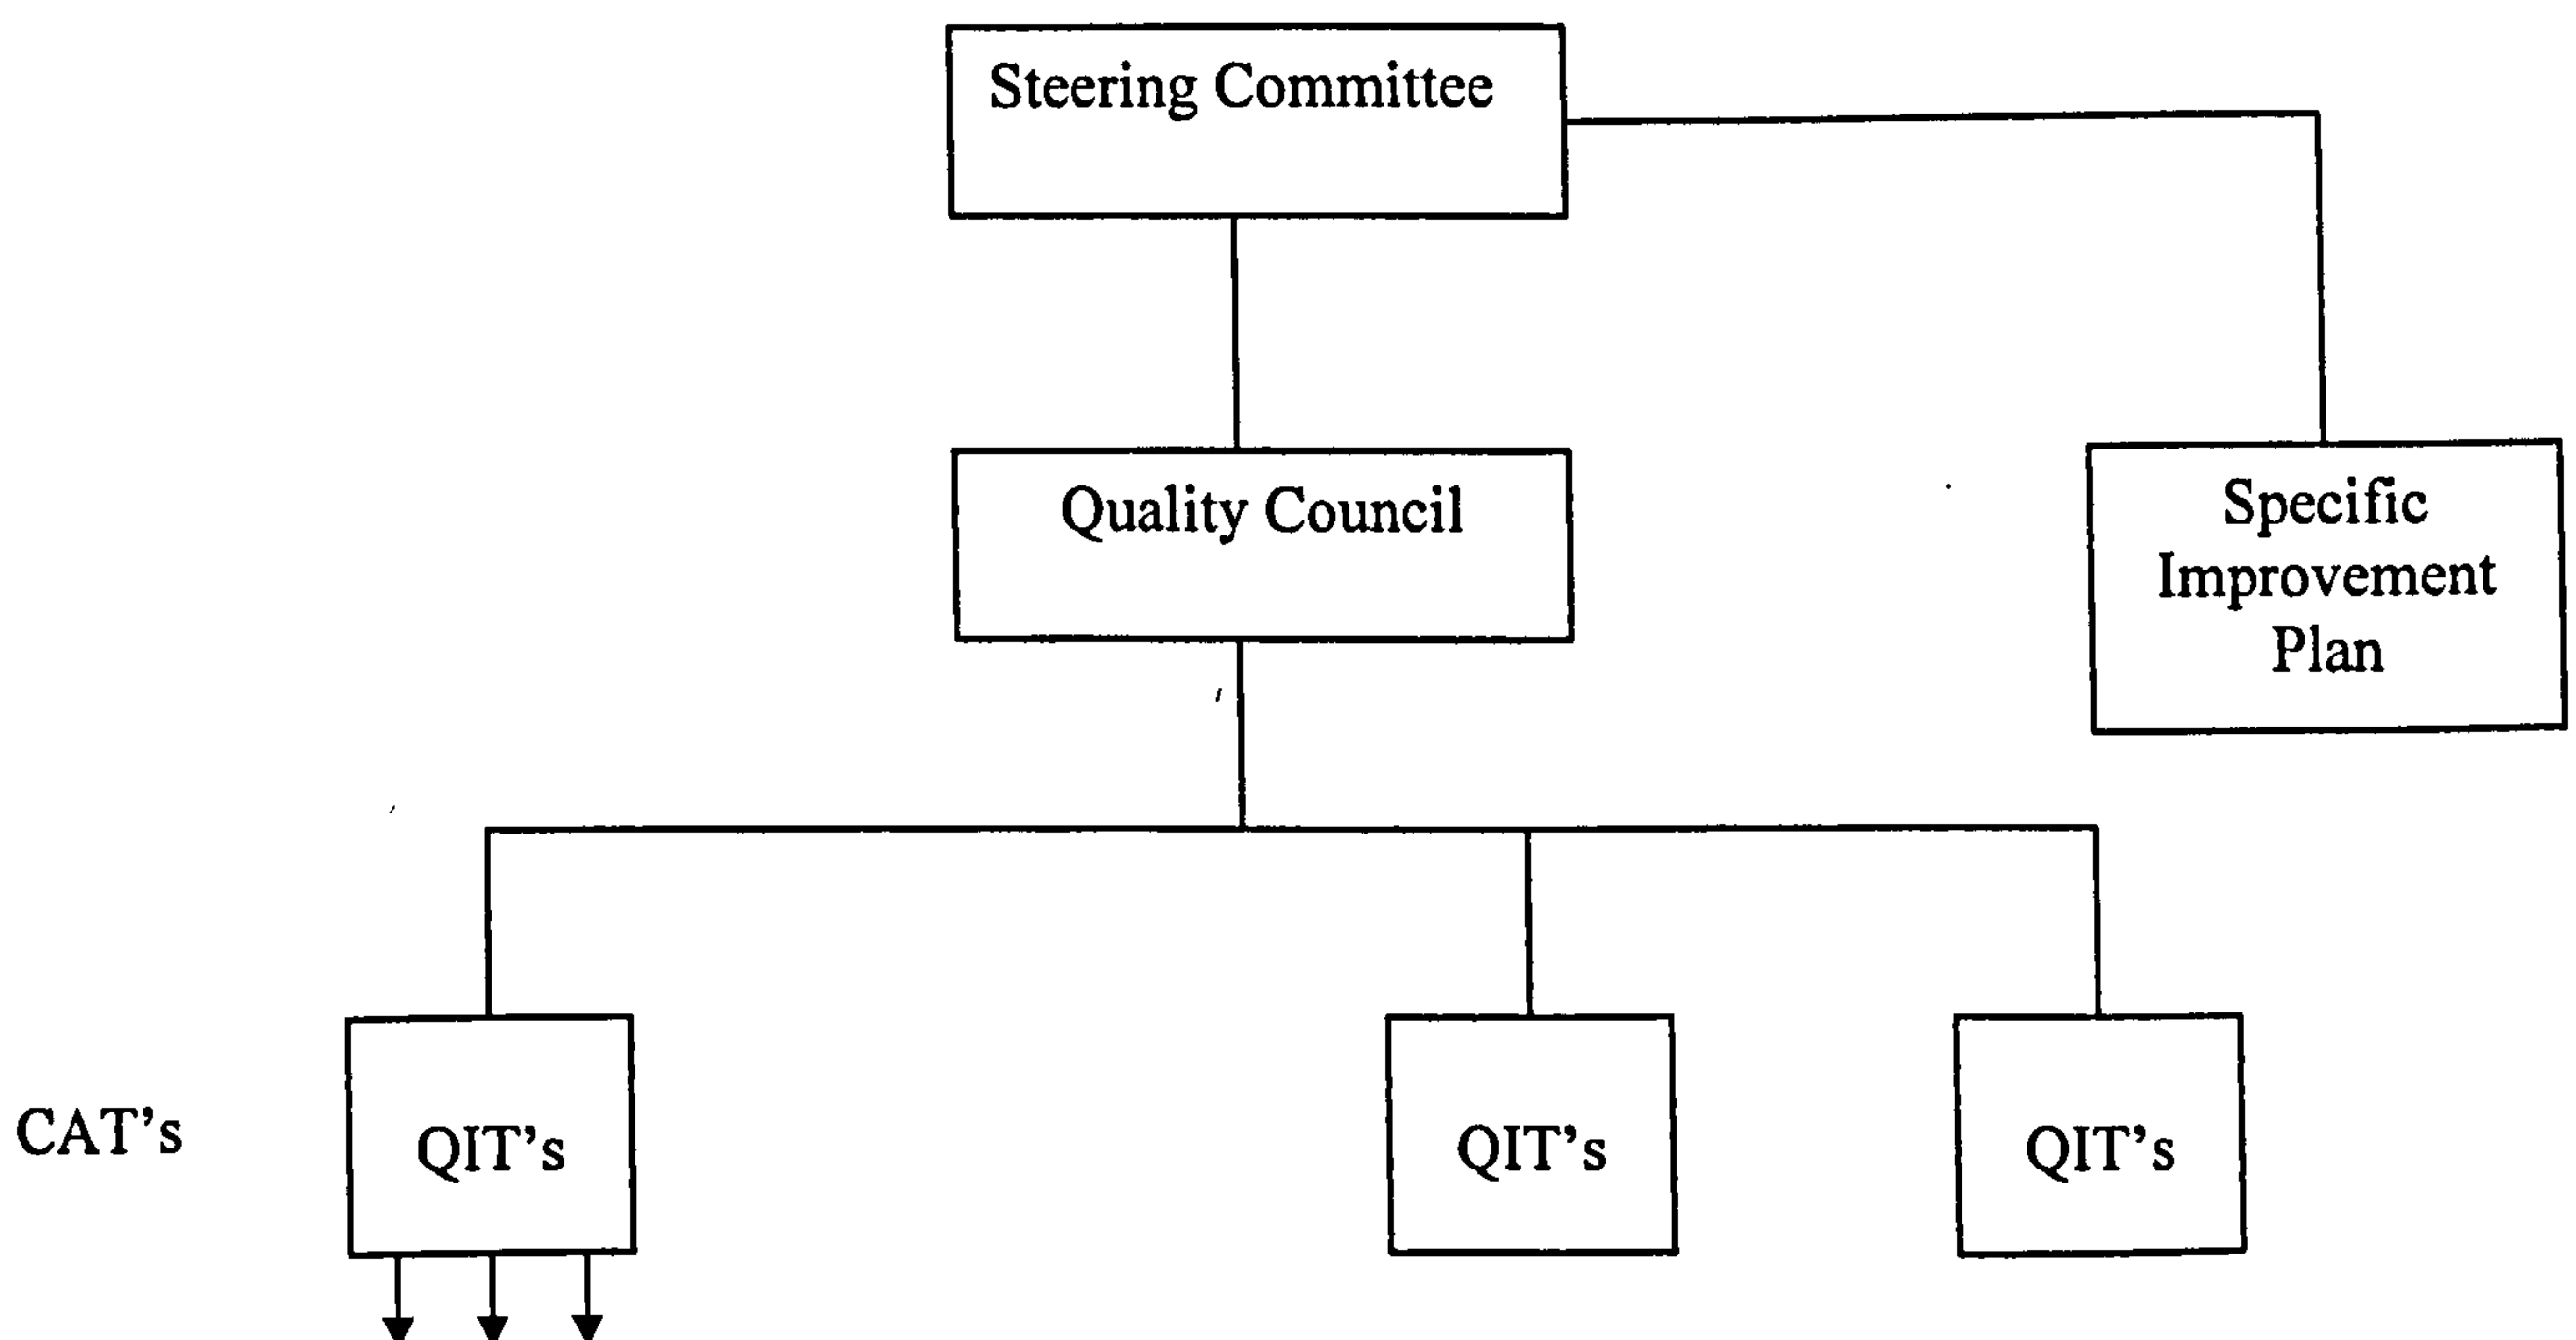 Steering Committee
Quality Council
Specific
Improvement
Plan
CAT’s
QIT’s
QIT’s
QIT’s